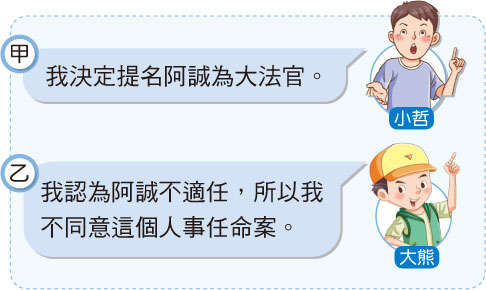 甲
我決定提名阿誠為大法官。
小哲
乙
我認為阿誠不適任，所以我
不同意這個人事任命案。
大熊